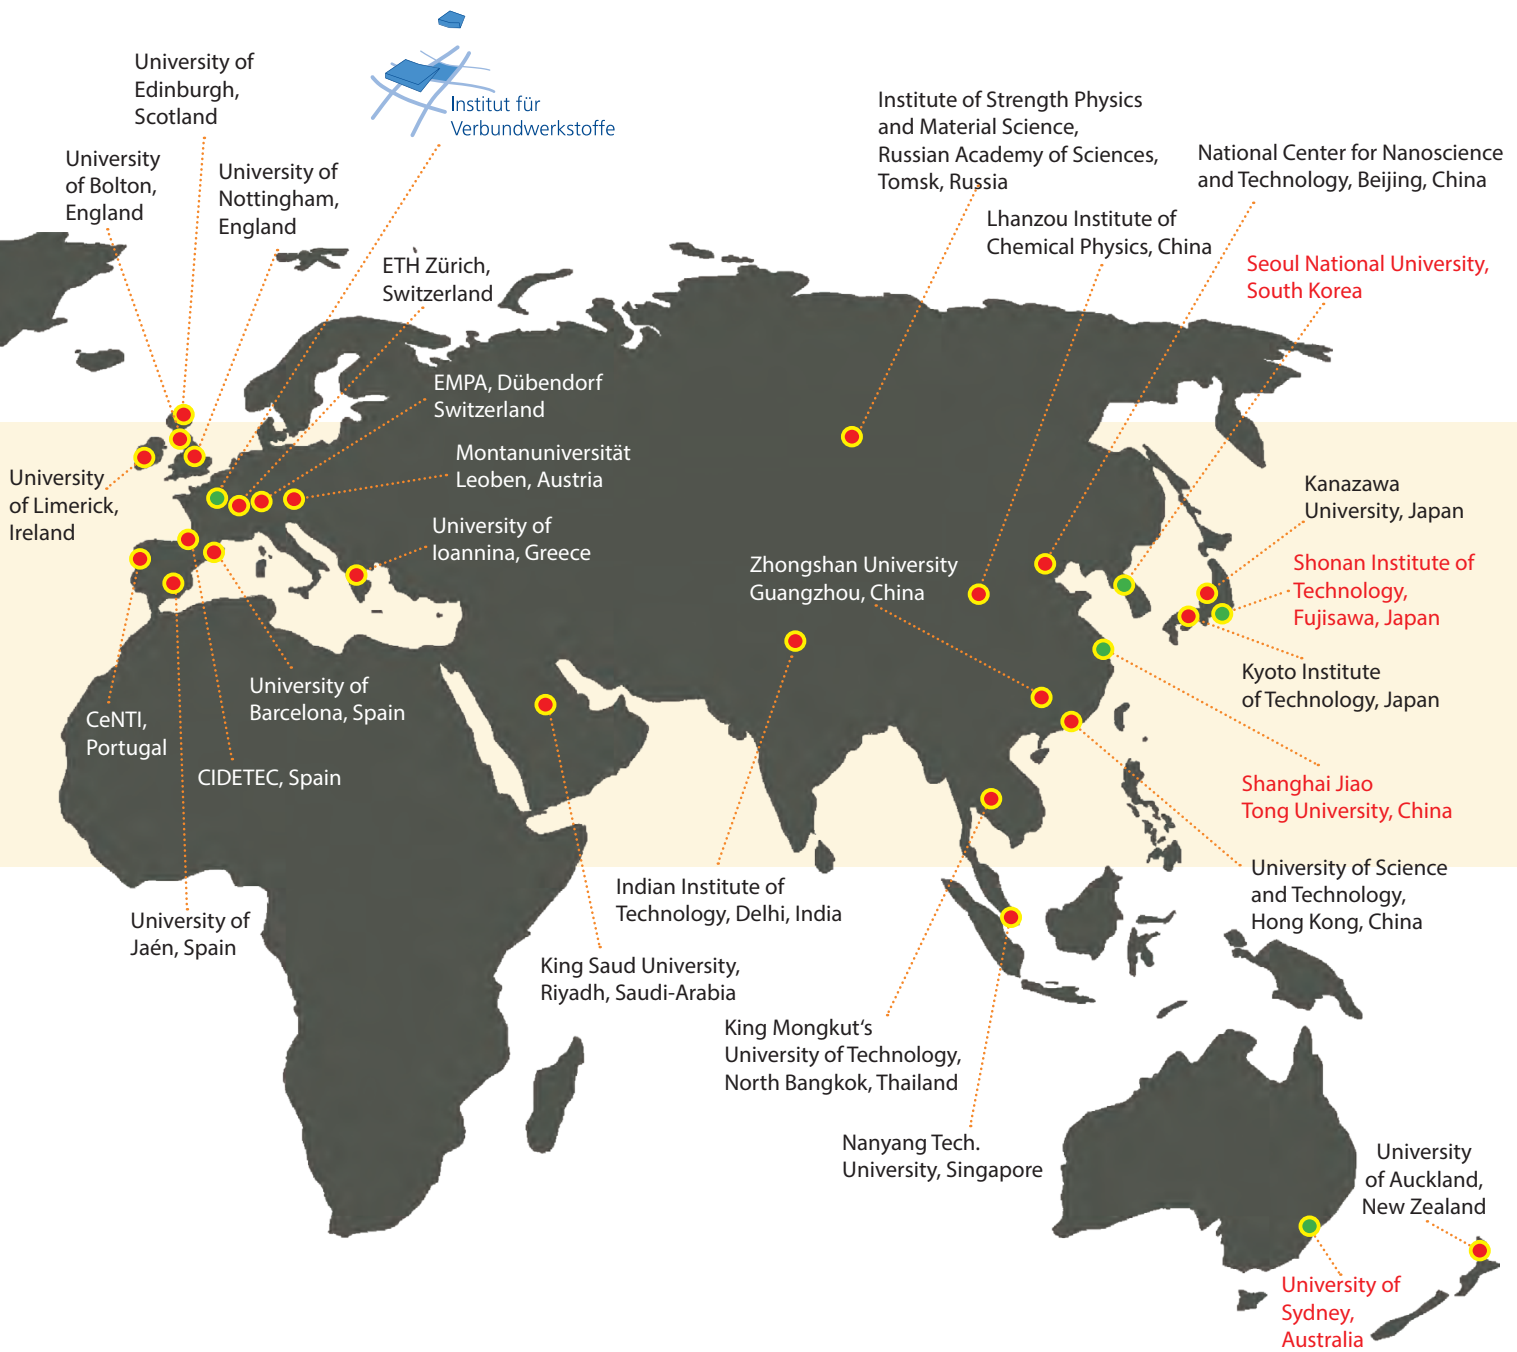 University of
Edinburgh,
Scotland
Institut für
Verbundwerkstoffe
University
of Bolton,
England
University of
Nottingham,
England
ETH Zürich,
Switzerland
Institute of Strength Physics
and Material Science,
Russian Academy of Sciences,
Tomsk, Russia
National Center for Nanoscience
and Technology, Beijing, China
Lhanzou Institute of
Chemical Physics, China
Seoul National University,
South Korea
EMPA, Dübendorf
Switzerland
Montanuniversität
Leoben, Austria
University
of Limerick,
Ireland
University of
Ioannina, Greece
Kanazawa
University, Japan
Zhongshan University
Guangzhou, China
Shonan Institute of
Technology,
Fujisawa, Japan
Kyoto Institute
of Technology, Japan
University of
Barcelona, Spain
CeNTI,
Portugal
CIDETEC, Spain
Shanghai Jiao
Tong University, China
University of Science
and Technology,
Hong Kong, China
Indian Institute of
Technology, Delhi, India
University of
Jaén, Spain
King Saud University,
Riyadh, Saudi-Arabia
King Mongkut‘s
University of Technology,
North Bangkok, Thailand
Nanyang Tech.
University, Singapore
University
of Auckland,
New Zealand
University of
Sydney,
Australia